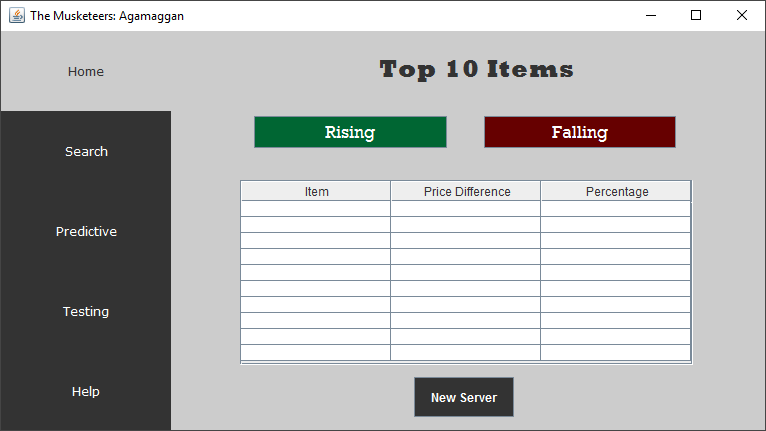 The Musketeers: Agamaggan
Home
Top 10 Items
Rising
Falling
Search
Item
Price Difference
Percentage
Predictive
Testing
Help
New Server